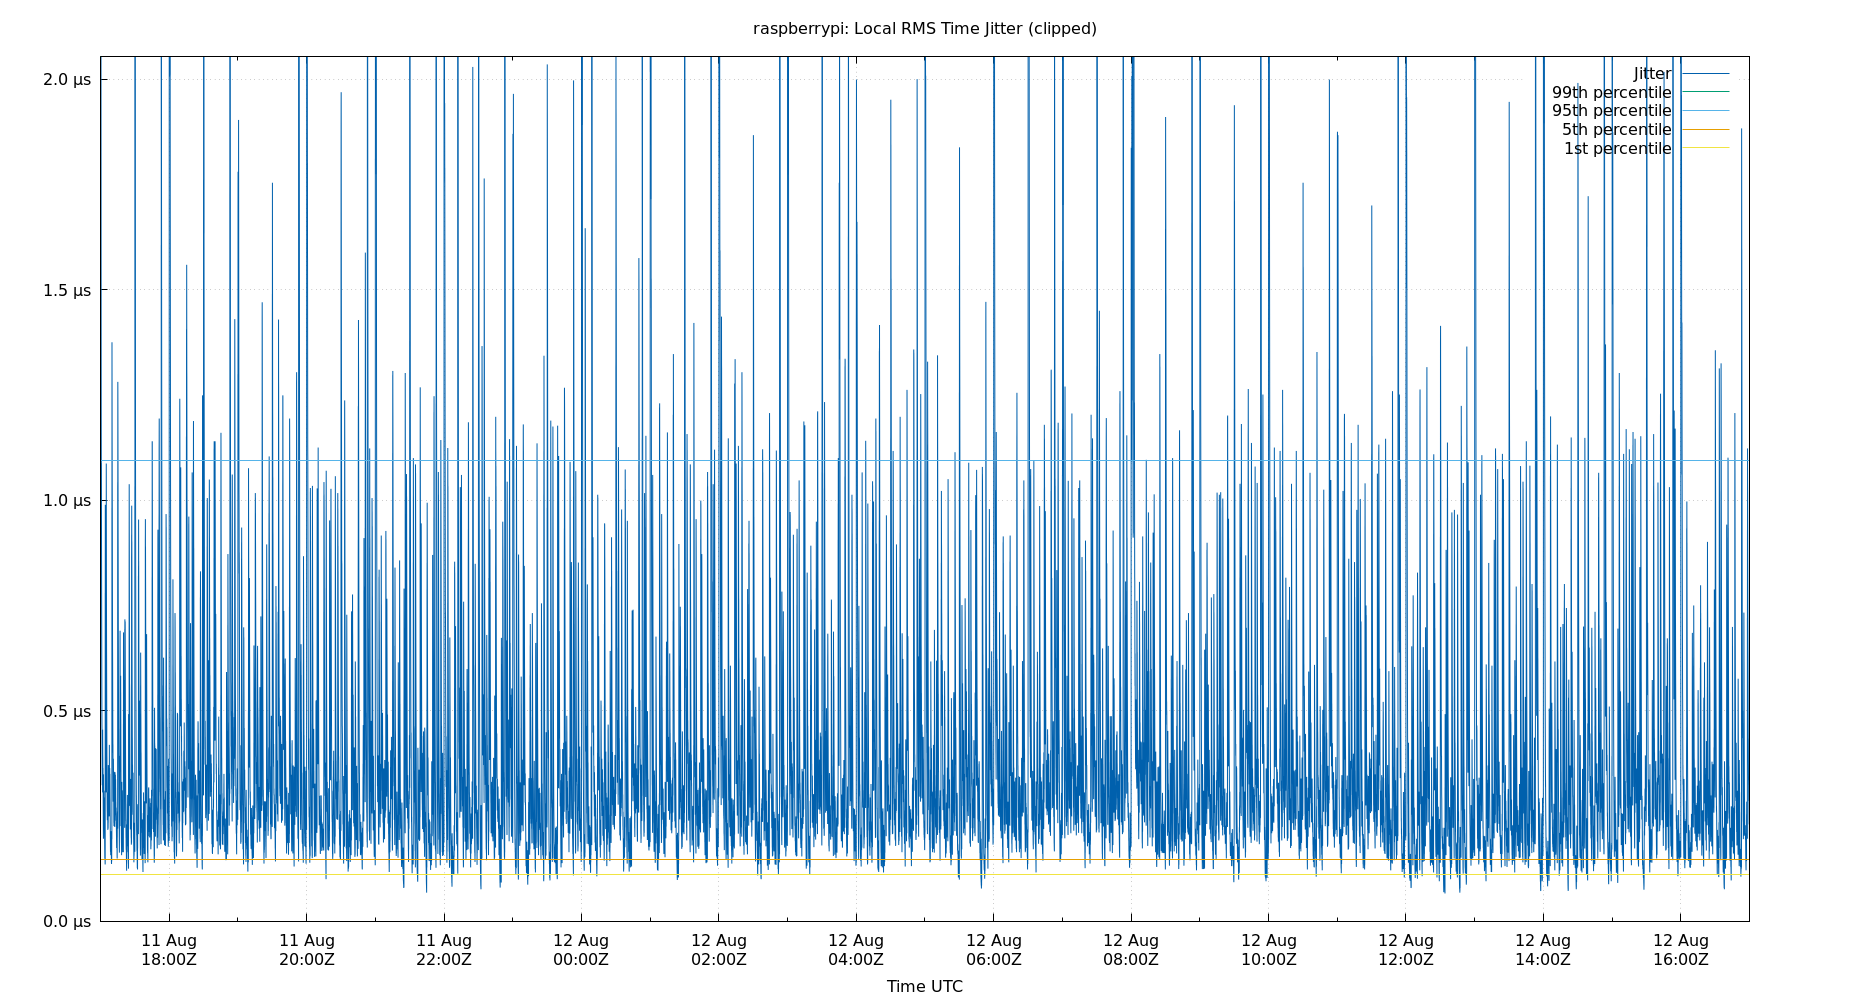 raspberrypi: Local RMS Time Jitter (clipped)
2.0 µs
1.5 µs
1.0 µs
0.5 µs
0.0 µs
Jitter
99th percentile
95th percentile
5th percentile
1st percentile
11 Aug 11 Aug 11 Aug 12 Aug 12 Aug 12 Aug 12 Aug 12 Aug 12 Aug 12 Aug 12 Aug 12 Aug
18:00Z 20:00Z 22:00Z 00:00Z 02:00Z 04:00Z 06:00Z 08:00Z 10:00Z 12:00Z 14:00Z 16:00Z
Time UTC